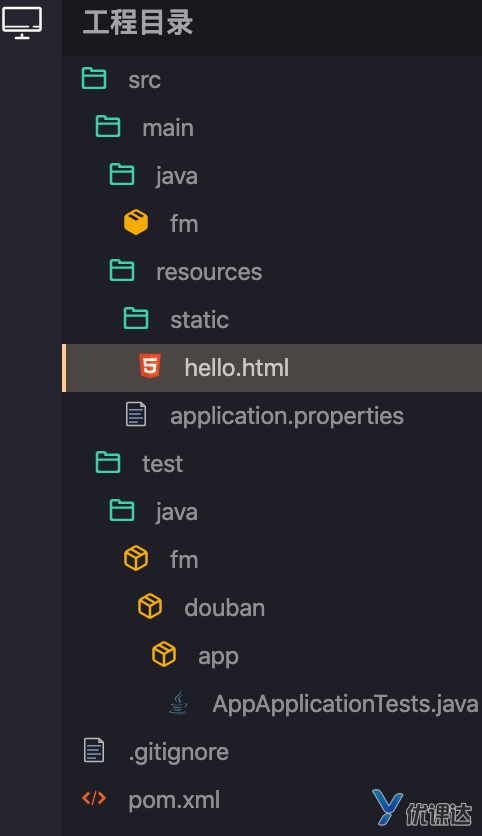 工程目录
src
main
java
fm
resources
static
hello.html
application.properties
test
java
fm
douban
app
AppApplicationTests.java
.gitignore
pom.xml
优课达